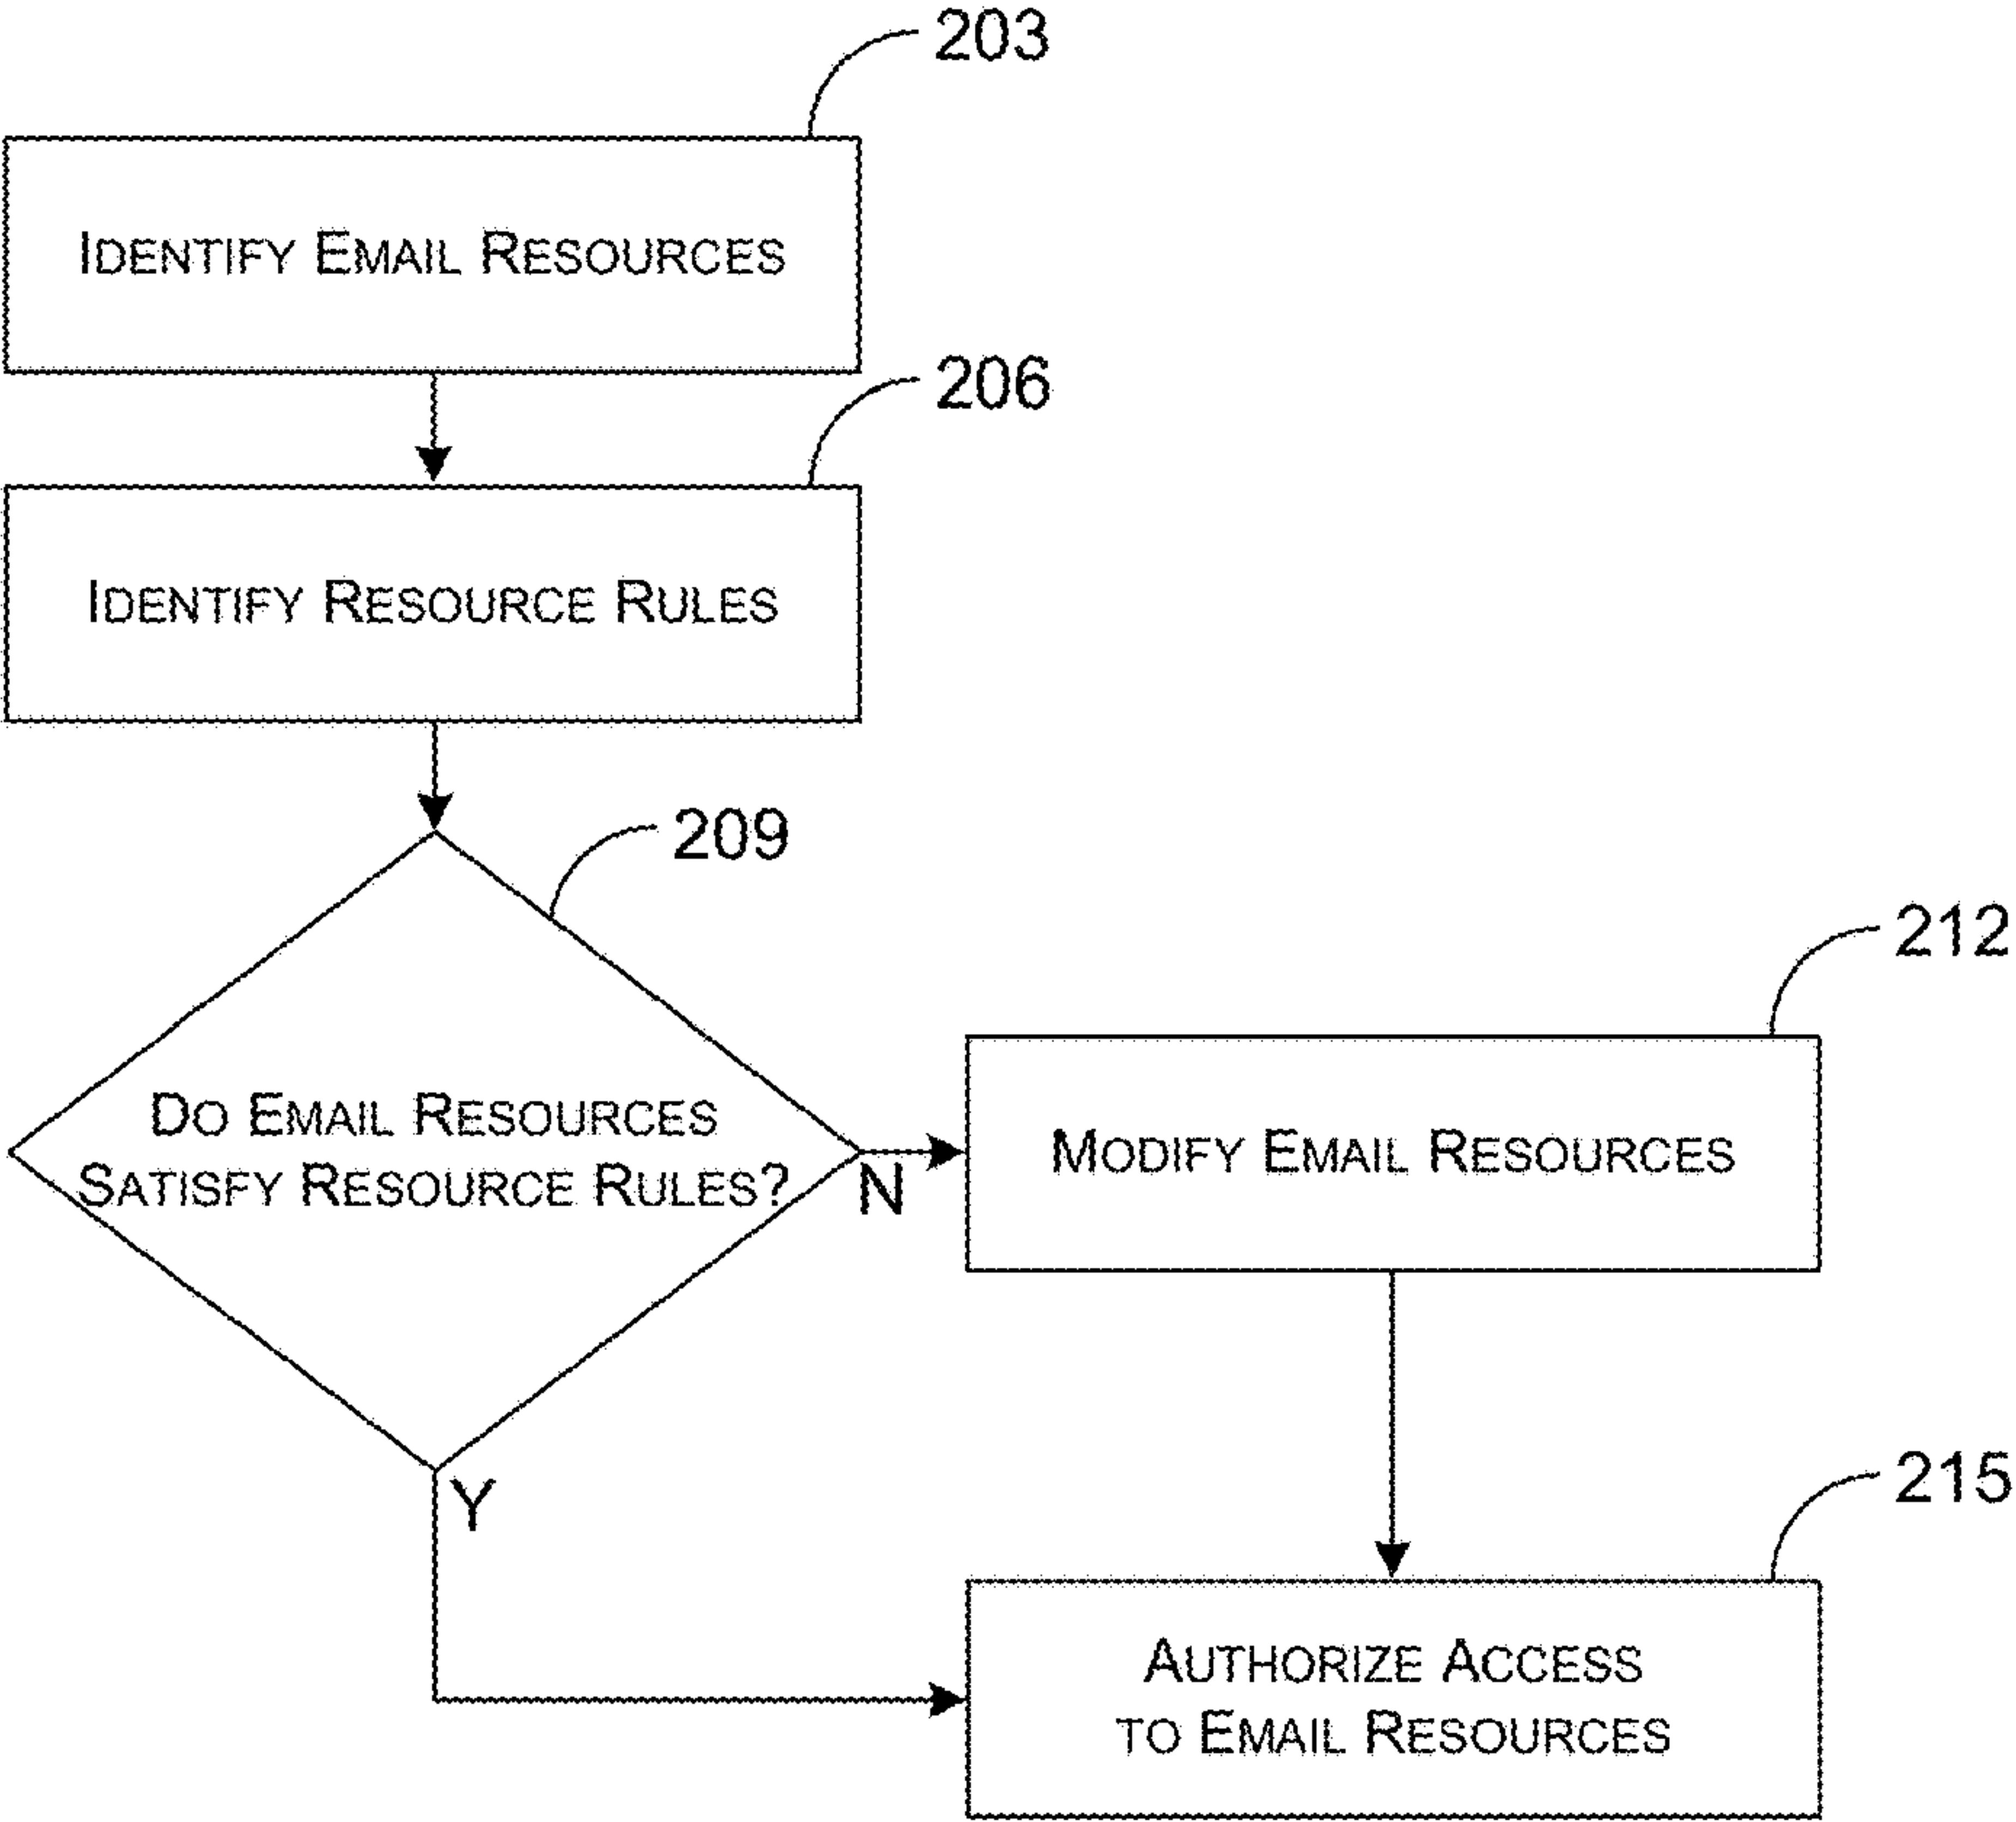 203
IDENTIFY EMAIL RESOURCES
206
IDENTIFY RESOURCE RULES
209
DO EMAIL RESOURCES
SATISFY RESOURCE RULES?
N
212
MODIFY EMAIL RESOURCES
Y
215
AUTHORIZE ACCESS
TO EMAIL RESOURCES